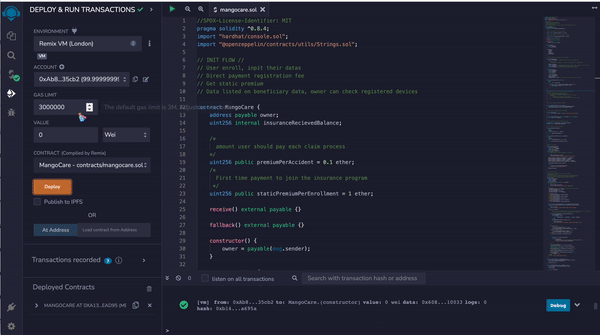 DEPLOY & RUN TRANSACTIONS
ENVIRONMENT
Remix VM (London)
VM
ACCOUNT
0xAb8...35cb2 (99.9999999
GAS LIMIT
3000000
The default gas limit is 3M.
VALUE
0
Wei
CONTRACT (Compiled by Remix)
MangoCare - contracts/mangocare.sol
Deploy
Publish to IPFS
OR
At Address
Load contract from Address
Transactions recorded
3
Deployed Contracts
mangocare.sol
1
//SPDX-License-Identifier: MIT
2
pragma solidity ^0.8.4;
3
import "hardhat/console.sol";
4
import "@openzeppelin/contracts/utils/Strings.sol";
5
6
// INIT FLOW //
7
// User enroll, inpit their datas
8
// Direct payment registration fee
9
// Get static premium
10
// Data listed on beneficiary data, owner can check registered devices
11
12
contract MangoCare {
13
address payable owner;
14
uint256 internal insuranceRecievedBalance;
15
16
/*
17
amount user should pay each claim process
18
*/
19
uint256 public premiumPerAccident = 0.1 ether;
20
/*
21
First time payment to join the insurance program
22
*/
23
uint256 public staticPremiumPerEnrollment = 1 ether;
24
25
receive() external payable {}
26
27
fallback() external payable {}
28
29
constructor() {
30
owner = payable(msg.sender);
31
}
32
0
listen on all transactions
Search with transaction hash or address
[vm] from: 0xAb8...35cb2 to: MangoCare.(constructor) value: 0 wei data: 0x608...10033 logs: 0
Debug
>